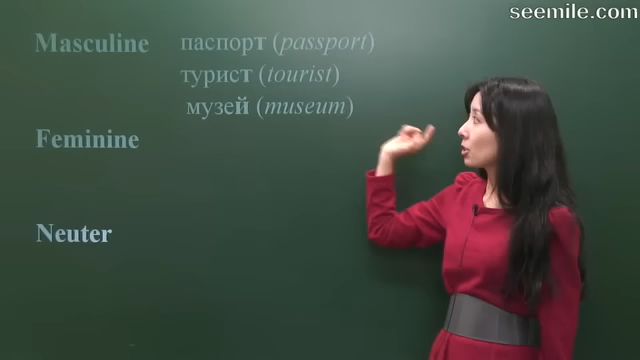 seemile.com
Masculine паспорт (passport)
турист (tourist)
музей (museum)
Feminine
Neuter